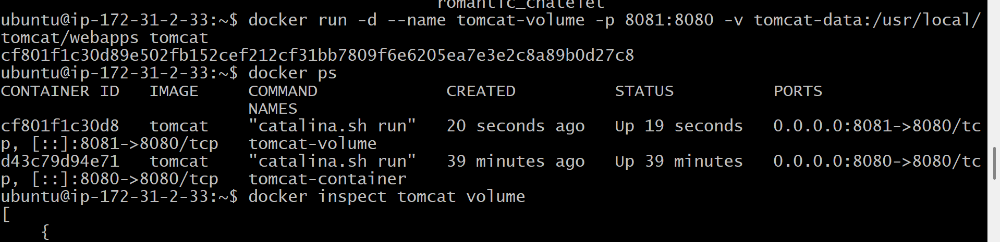 romantic_chatelet
ubuntu@ip-172-31-2-33:~$ docker run -d --name tomcat-volume -p 8081:8080 -v tomcat-data:/usr/local/
tomcat/webapps tomcat
cf801f1c30d89e502fb152cef212cf31bb7809f6e6205ea7e3e2c8a89b0d27c8
ubuntu@ip-172-31-2-33:~$ docker ps
CONTAINER ID   IMAGE     COMMAND             CREATED          STATUS          PORTS
                         NAMES
cf801f1c30d8   tomcat    "catalina.sh run"   20 seconds ago   Up 19 seconds   0.0.0.0:8081->8080/tc
p, [::]:8081->8080/tcp   tomcat-volume
d43c79d94e71   tomcat    "catalina.sh run"   39 minutes ago   Up 39 minutes   0.0.0.0:8080->8080/tc
p, [::]:8080->8080/tcp   tomcat-container
ubuntu@ip-172-31-2-33:~$ docker inspect tomcat volume
[
    {